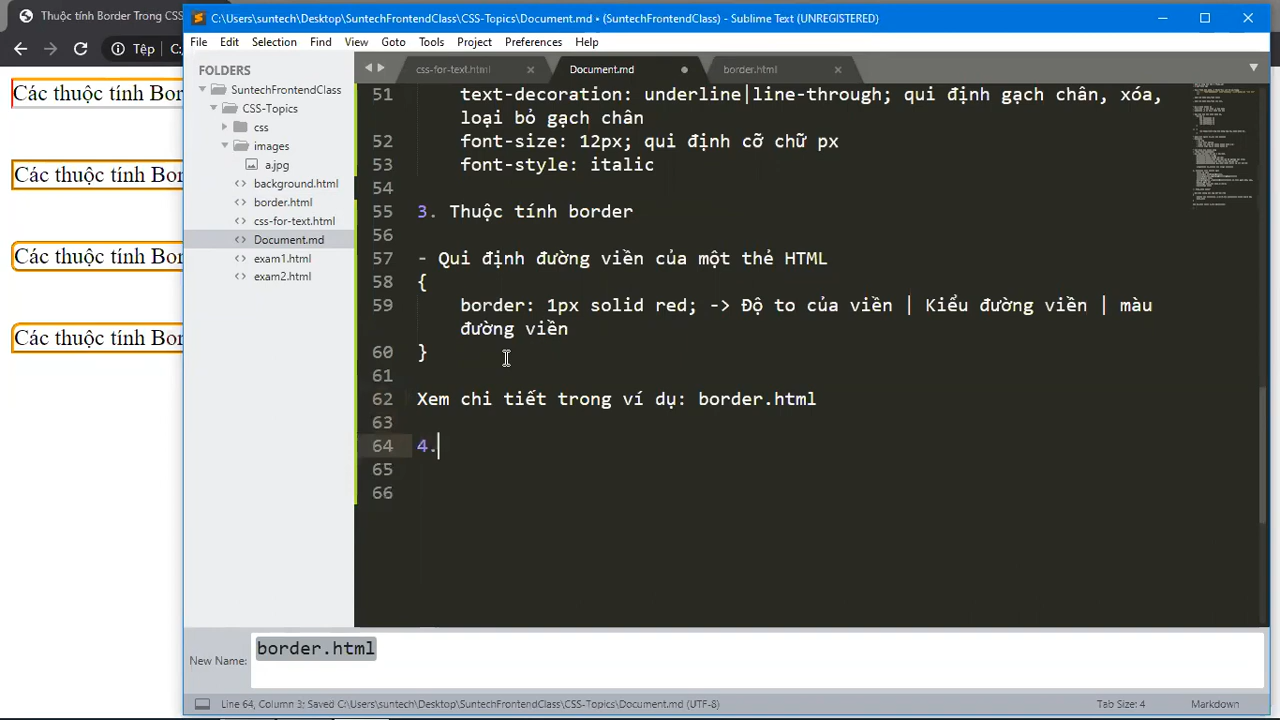 Thuộc tính Border Trong CSS
Tệp
C:
Các thuộc tính Bor
Các thuộc tính Bor
Các thuộc tính Bor
Các thuộc tính Bor
C:\Users\suntech\Desktop\SuntechFrontendClass\CSS-Topics\Document.md • (SuntechFrontendClass) - Sublime Text (UNREGISTERED)
File Edit Selection Find View Goto Tools Project Preferences Help
FOLDERS
SuntechFrontendClass
CSS-Topics
css
images
a.jpg
background.html
border.html
css-for-text.html
Document.md
exam1.html
exam2.html
css-for-text.html Document.md border.html
51 text-decoration: underline|line-through; qui định gạch chân, xóa,
loại bỏ gạch chân
52 font-size: 12px; qui định cỡ chữ px
53 font-style: italic
54
55 3. Thuộc tính border
56
57 - Qui định đường viền của một thẻ HTML
58 {
59 border: 1px solid red; -> Độ to của viền | Kiểu đường viền | màu
đường viền
60 }
61
62 Xem chi tiết trong ví dụ: border.html
63
64 4.
65
66
New Name: border.html
Line 64, Column 3; Saved C:\Users\suntech\Desktop\SuntechFrontendClass\CSS-Topics\Document.md (UTF-8)
Tab Size: 4
Markdown